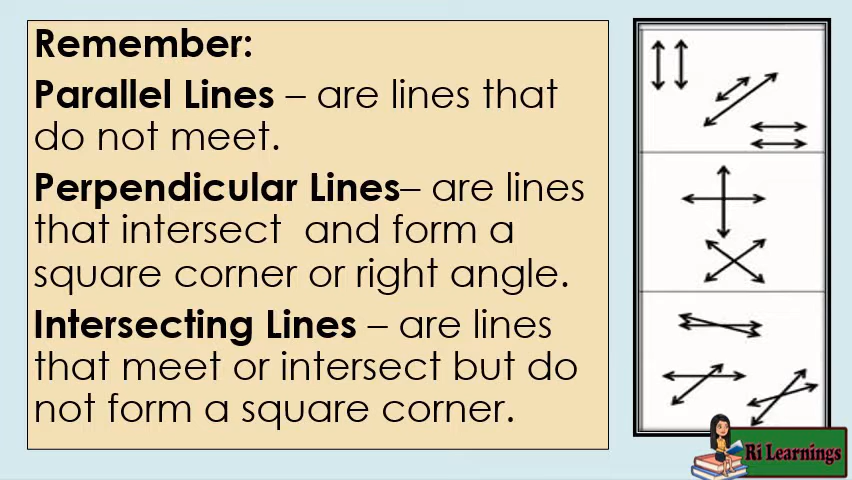 Remember:
Parallel Lines – are lines that
do not meet.
Perpendicular Lines– are lines
that intersect  and form a
square corner or right angle.
Intersecting Lines – are lines
that meet or intersect but do
not form a square corner.
Ri Learnings